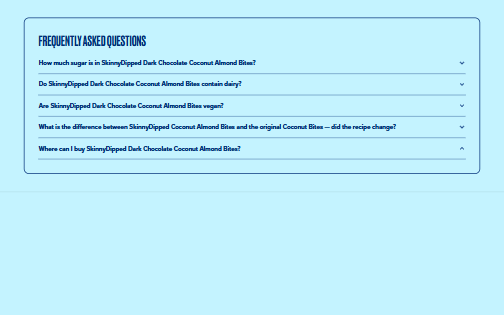 FREQUENTLY ASKED QUESTIONS
How much sugar is in SkinnyDipped Dark Chocolate Coconut Almond Bites?
Do SkinnyDipped Dark Chocolate Coconut Almond Bites contain dairy?
Are SkinnyDipped Dark Chocolate Coconut Almond Bites vegan?
What is the difference between SkinnyDipped Coconut Almond Bites and the original Coconut Bites — did the recipe change?
Where can I buy SkinnyDipped Dark Chocolate Coconut Almond Bites?